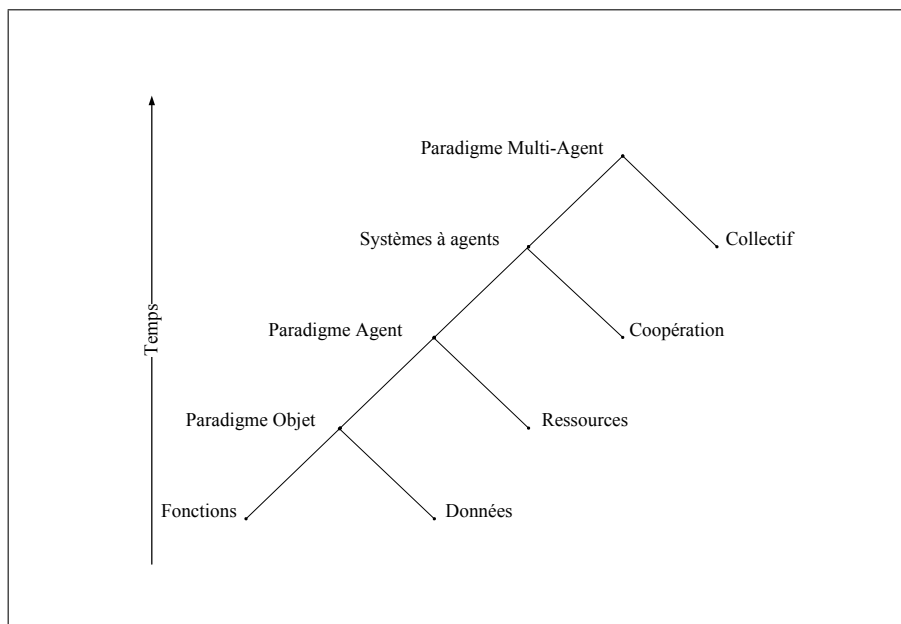 Paradigme Multi-Agent
Systèmes à agents
Collectif
Temps
Paradigme Agent
Coopération
Paradigme Objet
Ressources
Fonctions
Données